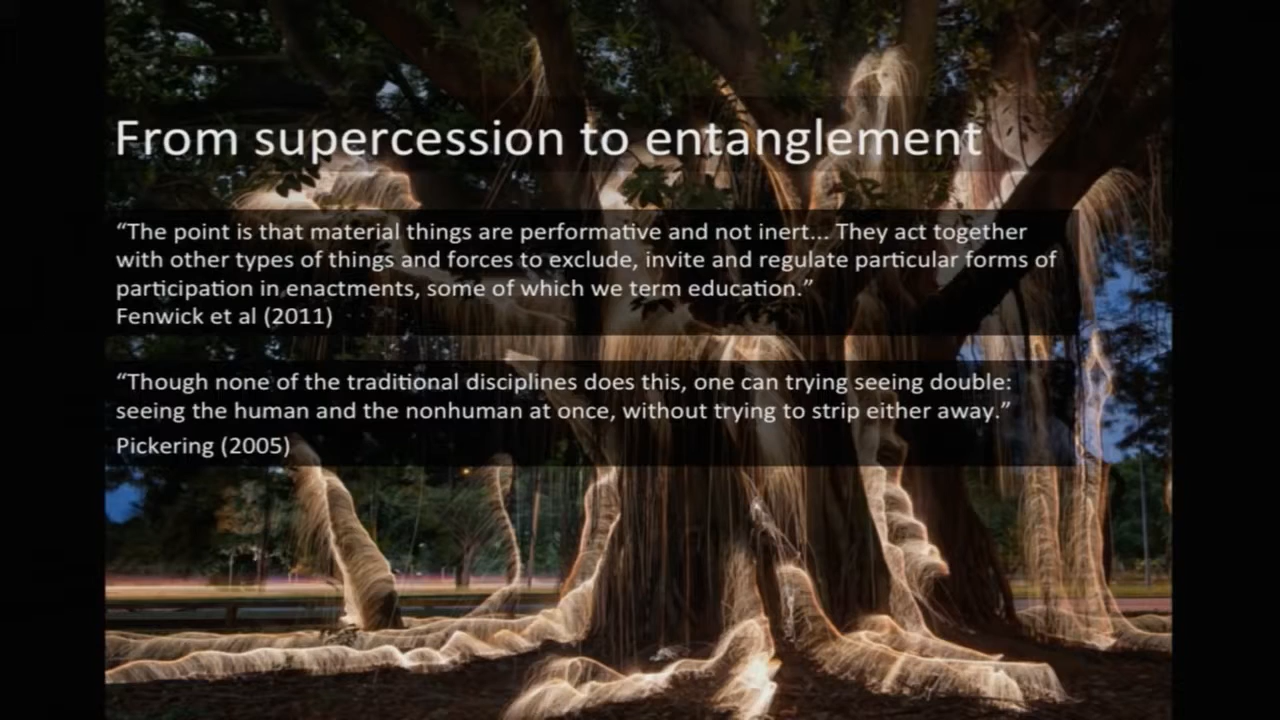 From supercession to entanglement
“The point is that material things are performative and not inert... They act together
with other types of things and forces to exclude, invite and regulate particular forms of
participation in enactments, some of which we term education.”
Fenwick et al (2011)
“Though none of the traditional disciplines does this, one can trying seeing double:
seeing the human and the nonhuman at once, without trying to strip either away.”
Pickering (2005)